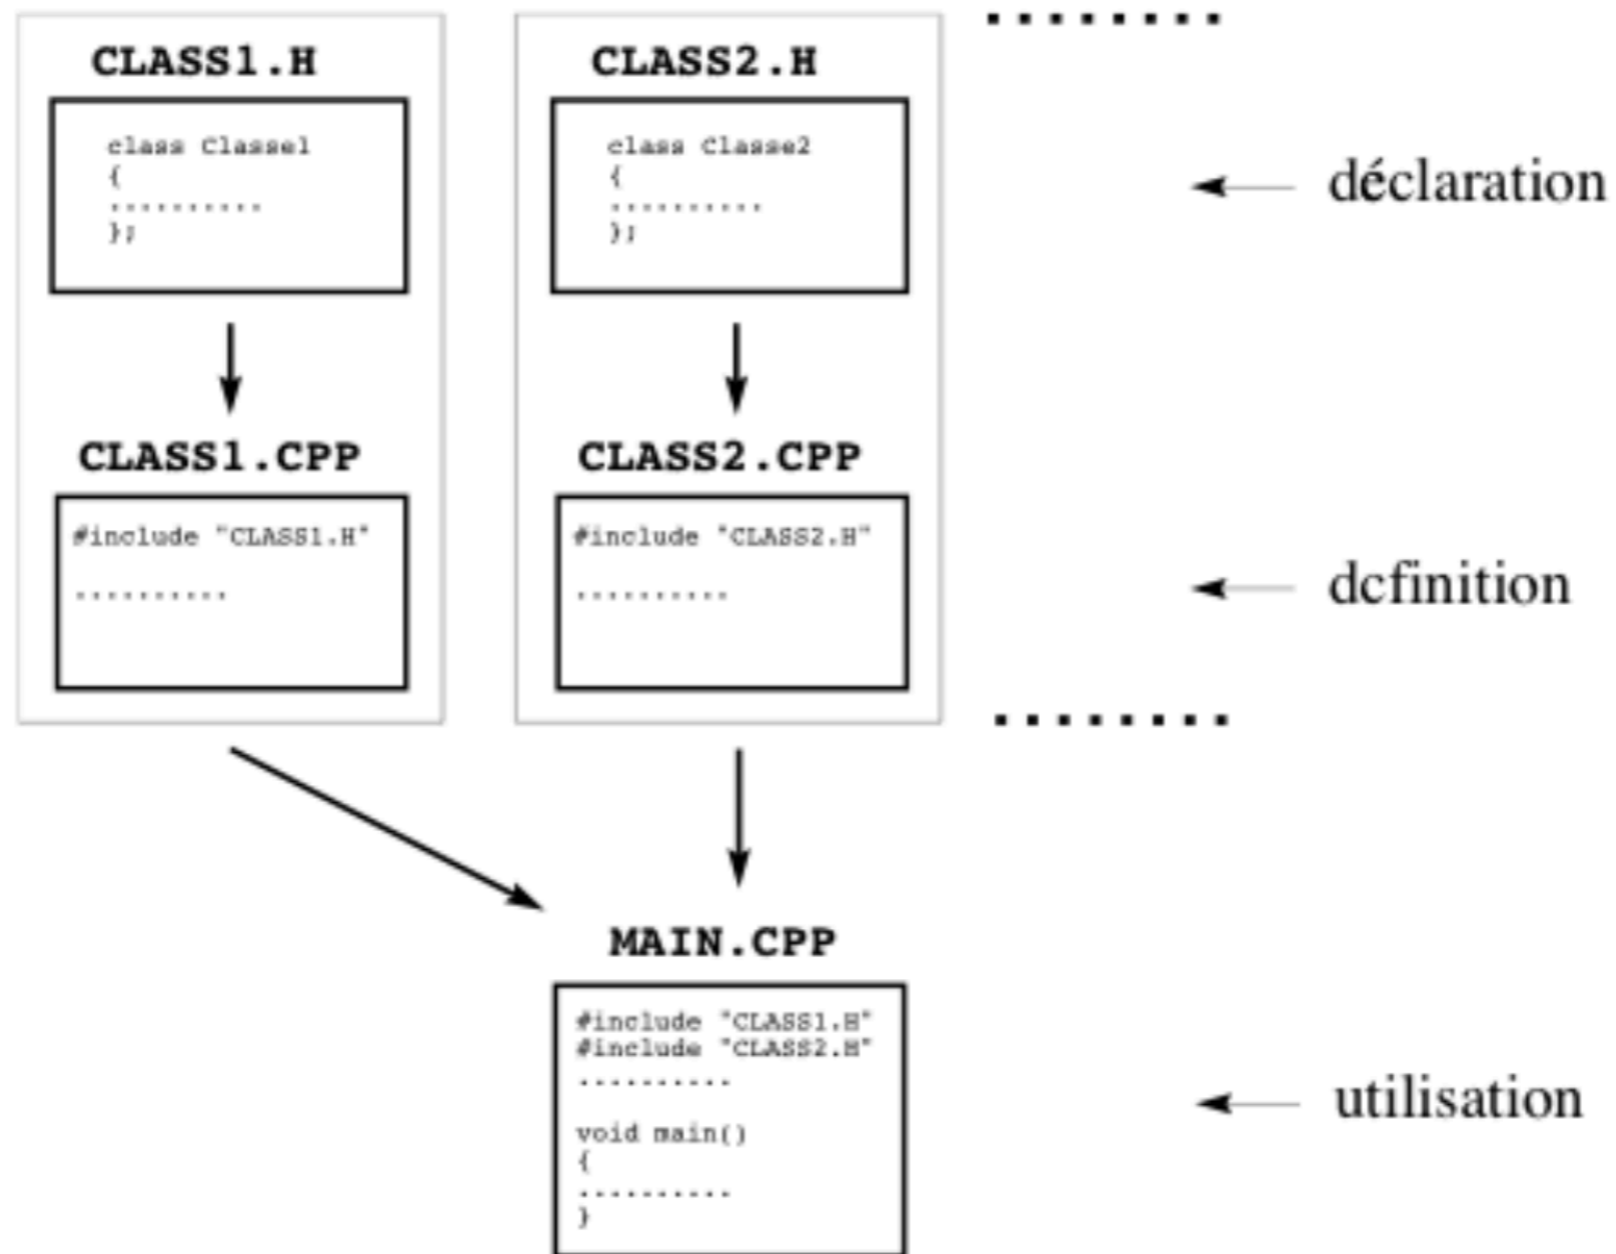 CLASS1.H
class Classe1
{
..........
};
CLASS1.CPP
#include "CLASS1.H"
..........
CLASS2.H
class Classe2
{
..........
};
CLASS2.CPP
#include "CLASS2.H"
..........
........
déclaration
dcfinition
........
MAIN.CPP
#include "CLASS1.H"
#include "CLASS2.H"
..........
void main()
{
..........
}
utilisation